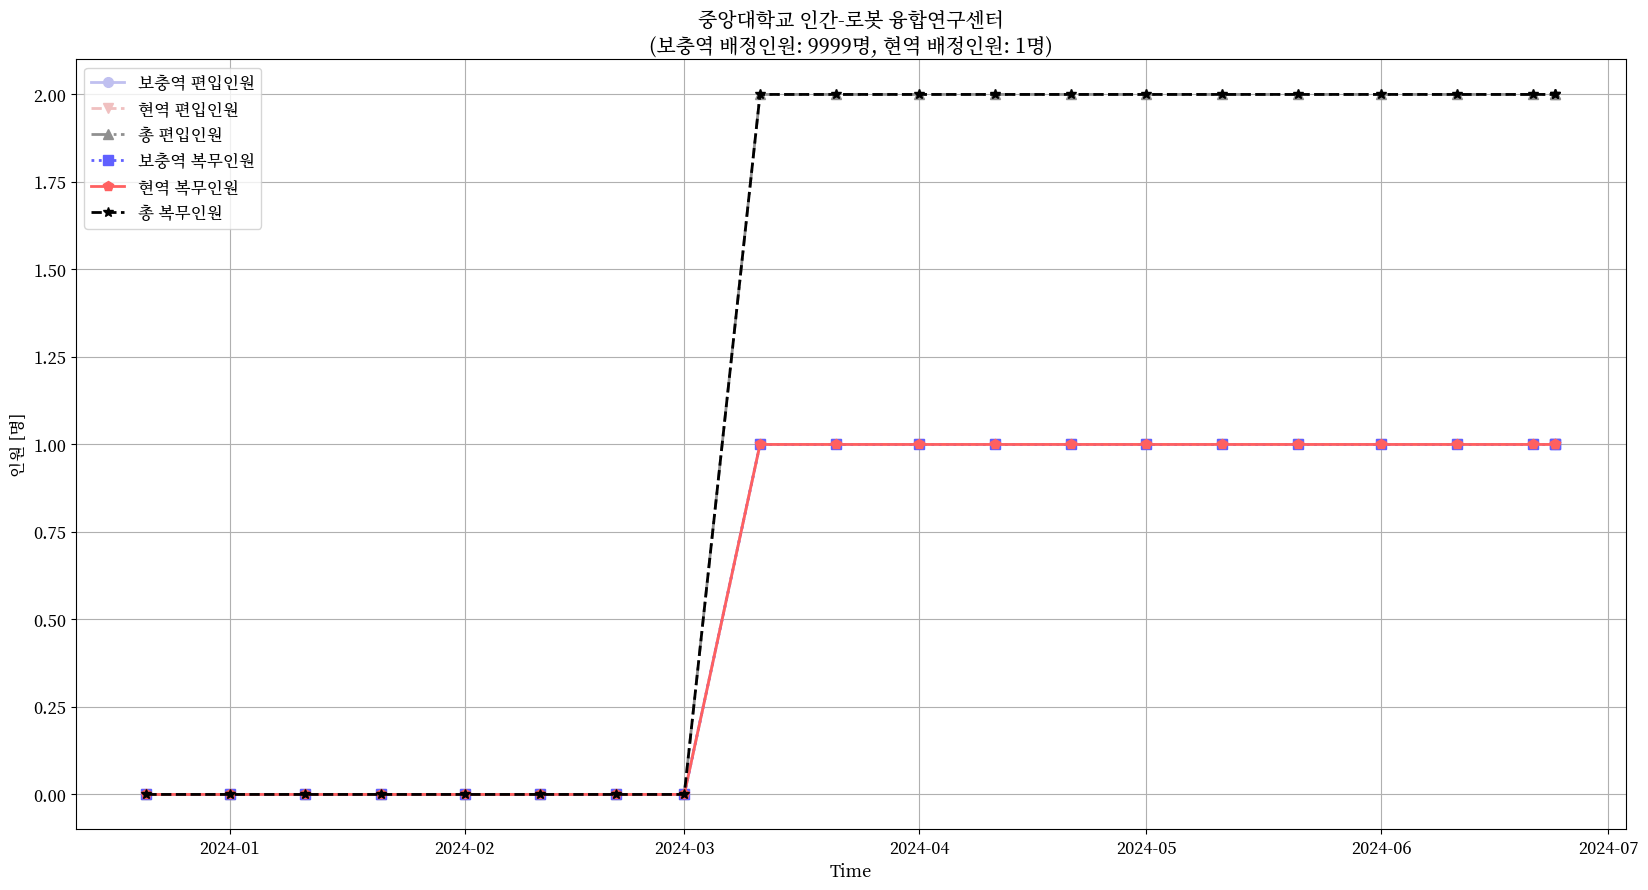 중앙대학교 인간-로봇 융합연구센터
(보충역 배정인원: 9999명, 현역 배정인원: 1명)
보충역 편입인원
현역 편입인원
총 편입인원
보충역 복무인원
현역 복무인원
총 복무인원
2.00
1.75
1.50
1.25
1.00
0.75
0.50
0.25
0.00
인원 [명]
2024-01
2024-02
2024-03
2024-04
2024-05
2024-06
2024-07
Time